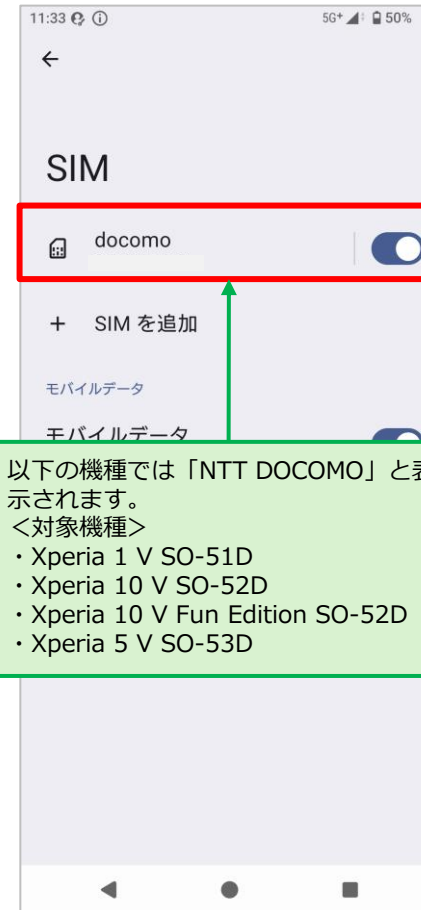 11:33 5G+ 50%
SIM
docomo
+ SIM を追加
モバイルデータ
モバイルデータ
以下の機種では「NTT DOCOMO」と表
示されます。
＜対象機種＞
・Xperia 1 V SO-51D
・Xperia 10 V SO-52D
・Xperia 10 V Fun Edition SO-52D
・Xperia 5 V SO-53D